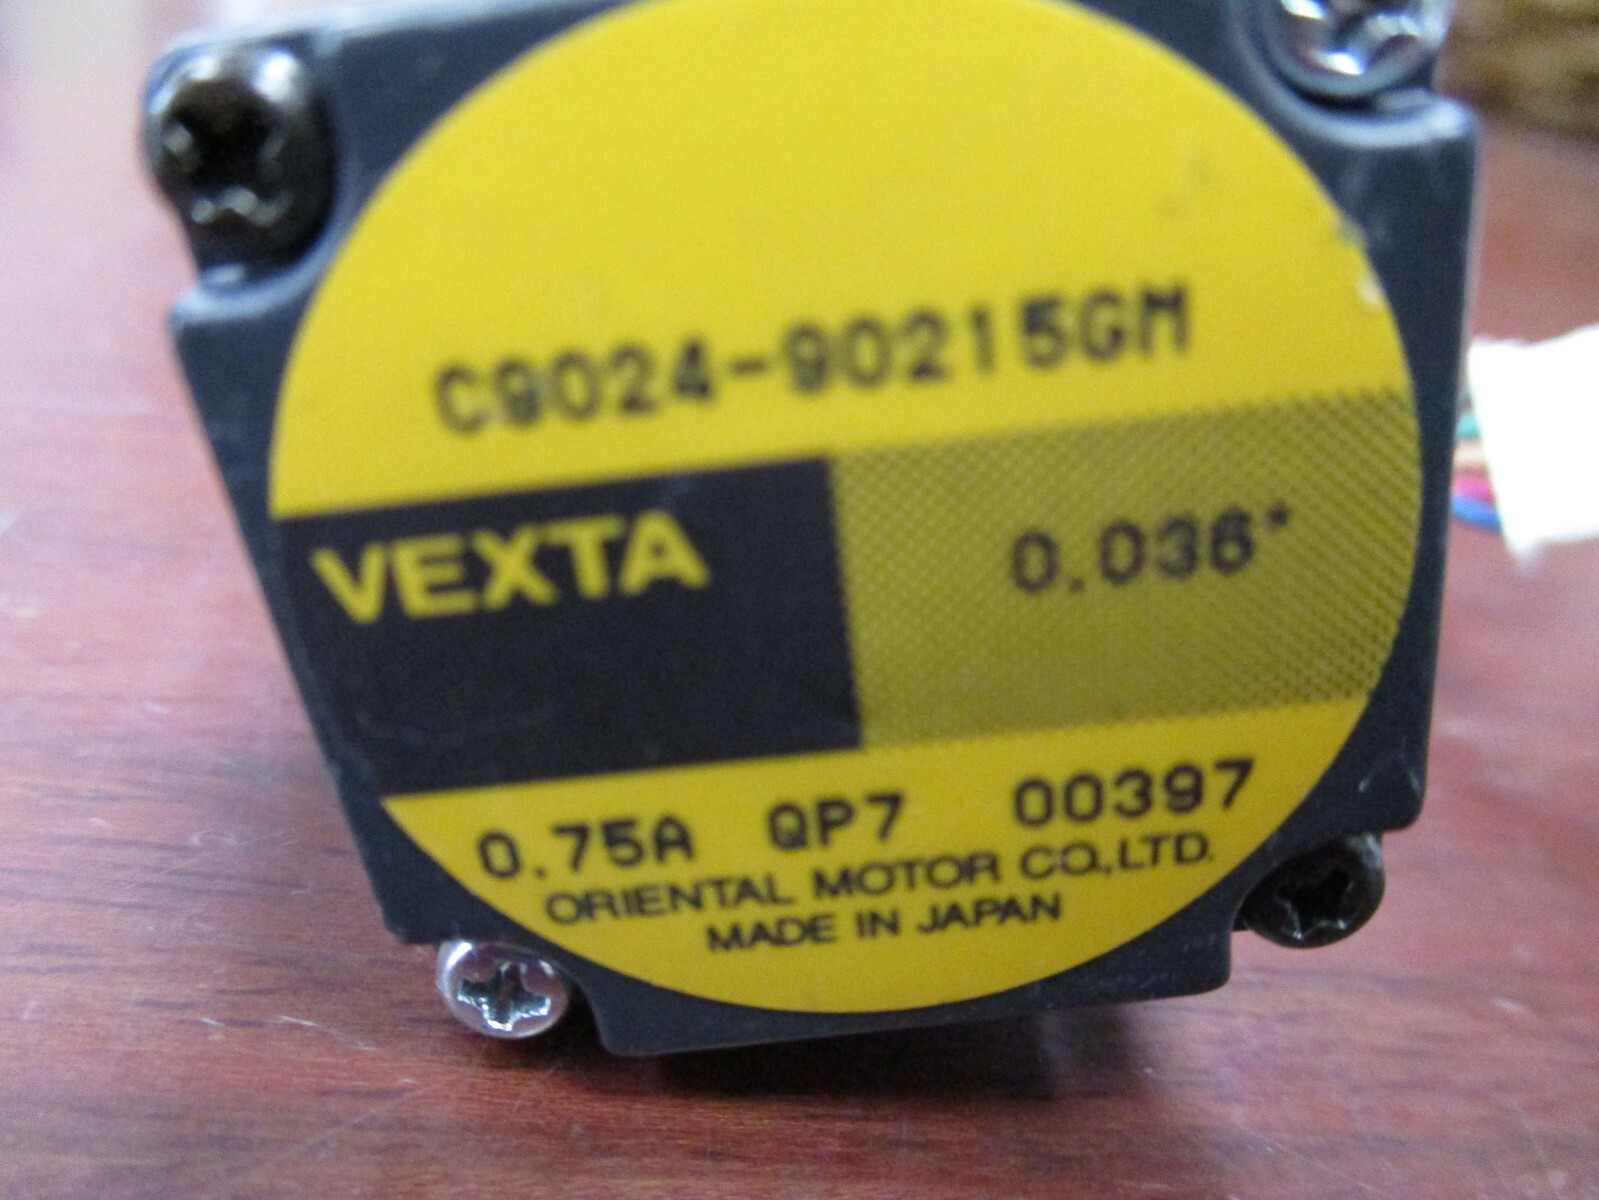 C9024-90215GM
VEXTA
0.036°
0.75A QP7 00397
ORIENTAL MOTOR CO.,LTD.
MADE IN JAPAN